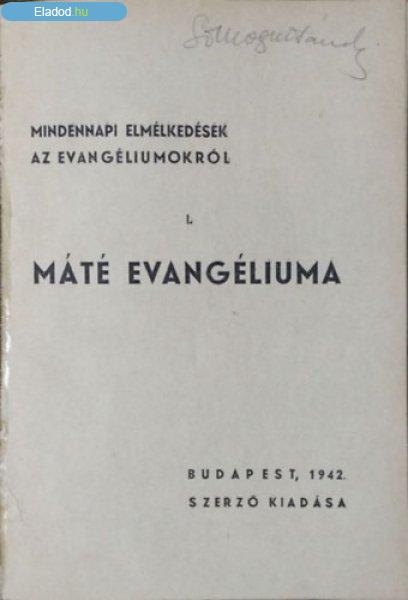 Eladod.hu
MINDENNAPI ELMÉLKEDÉSEK
AZ EVANGÉLIUMOKRÓL
I.
MÁTÉ EVANGÉLIUMA
BUDAPEST, 1942.
SZERZŐ KIADÁSA